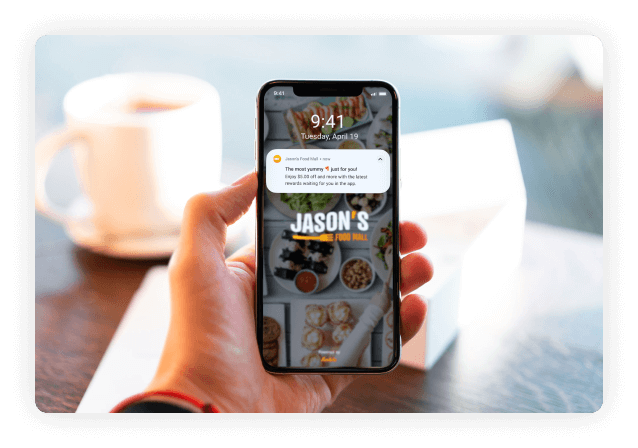 9:41
9:41
Tuesday, April 19
Jason's Food Mall • now
The most yummy 🍕 just for you!
Enjoy $5.00 off and more with the latest
rewards waiting for you in the app.
JASON'S
FOOD MALL